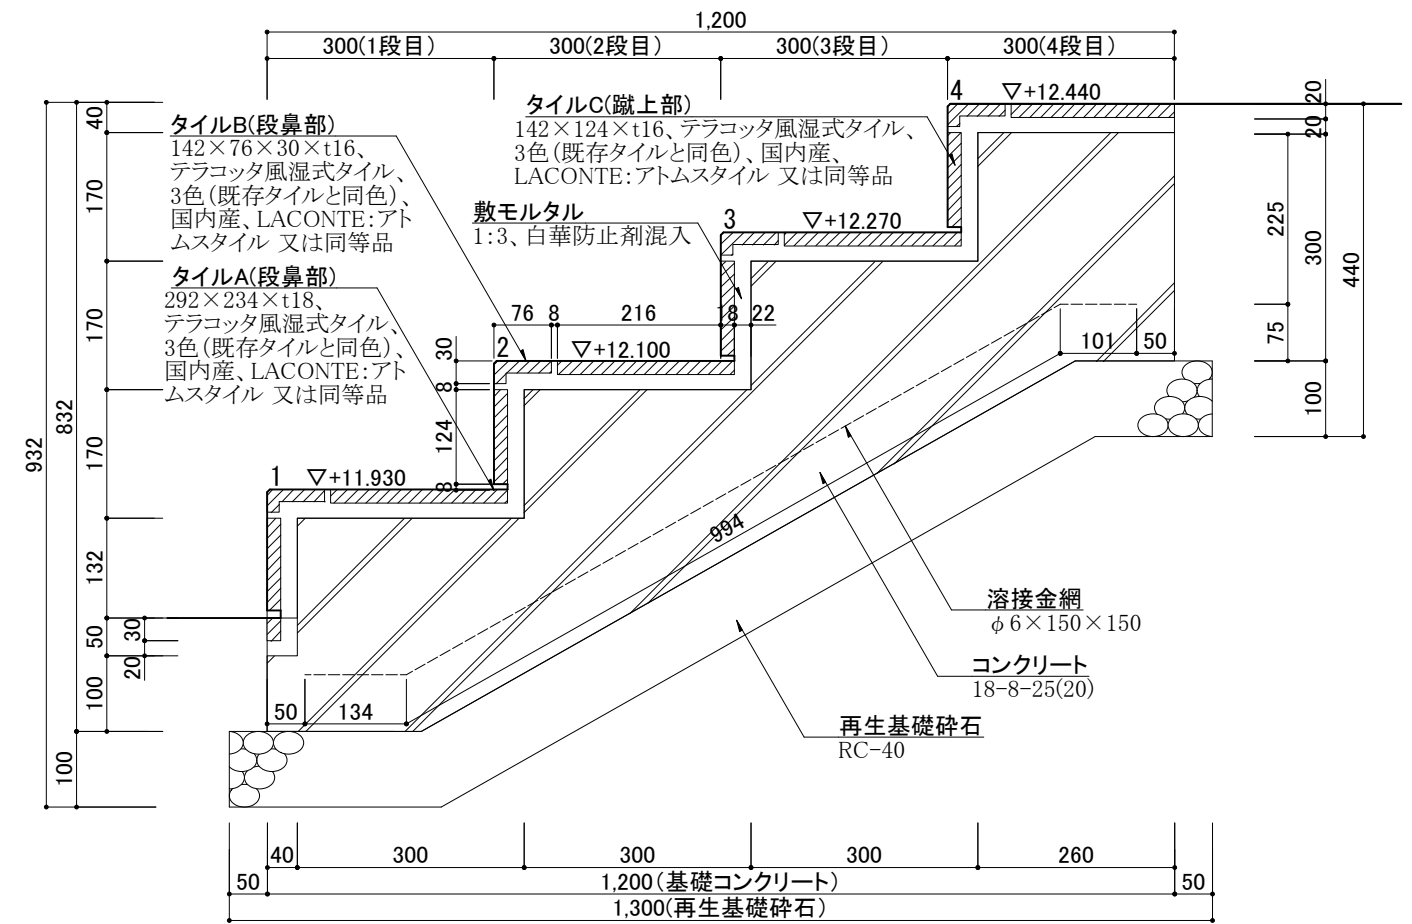 1,200
300(1段目)
300(2段目)
300(3段目)
300(4段目)
タイルB(段鼻部)
142×76×30×t16、
テラコッタ風湿式タイル、
3色(既存タイルと同色)、
国内産、LACONTE:アト
ムスタイル 又は同等品
タイルC(蹴上部)
142×124×t16、テラコッタ風湿式タイル、
3色(既存タイルと同色)、国内産、
LACONTE:アトムスタイル 又は同等品
敷モルタル
1:3、白華防止剤混入
タイルA(段鼻部)
292×234×t18、
テラコッタ風湿式タイル、
3色(既存タイルと同色)、
国内産、LACONTE:アト
ムスタイル 又は同等品
4
▽+12.440
3
▽+12.270
2
▽+12.100
1
▽+11.930
76
8
216
18
22
30
8
124
8
40
170
170
170
132
50
100
30
20
832
932
100
20
20
225
75
300
100
440
101
50
994
50
134
溶接金網
φ6×150×150
コンクリート
18-8-25(20)
再生基礎砕石
RC-40
40
300
300
300
260
50
1,200(基礎コンクリート)
50
1,300(再生基礎砕石)